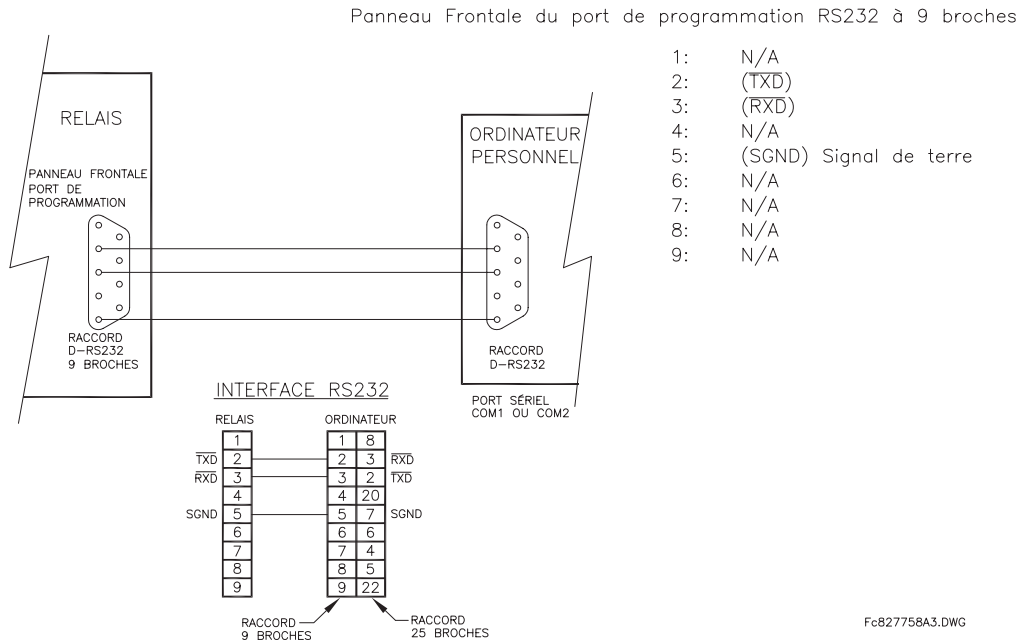 Panneau Frontale du port de programmation RS232 à 9 broches
1: N/A
2: (TXD)
3: (RXD)
4: N/A
5: (SGND) Signal de terre
6: N/A
7: N/A
8: N/A
9: N/A
RELAIS
PANNEAU FRONTALE
PORT DE
PROGRAMMATION
RACCORD
D-RS232
9 BROCHES
ORDINATEUR
PERSONNEL
RACCORD
D-RS232
PORT SÉRIEL
COM1 OU COM2
INTERFACE RS232
RELAIS ORDINATEUR
1 1 8
TXD 2 2 3 RXD
RXD 3 3 2 TXD
4 4 20
SGND 5 5 7 SGND
6 6 6
7 7 4
8 8 5
9 9 22
RACCORD
9 BROCHES
RACCORD
25 BROCHES
Fc827758A3.DWG